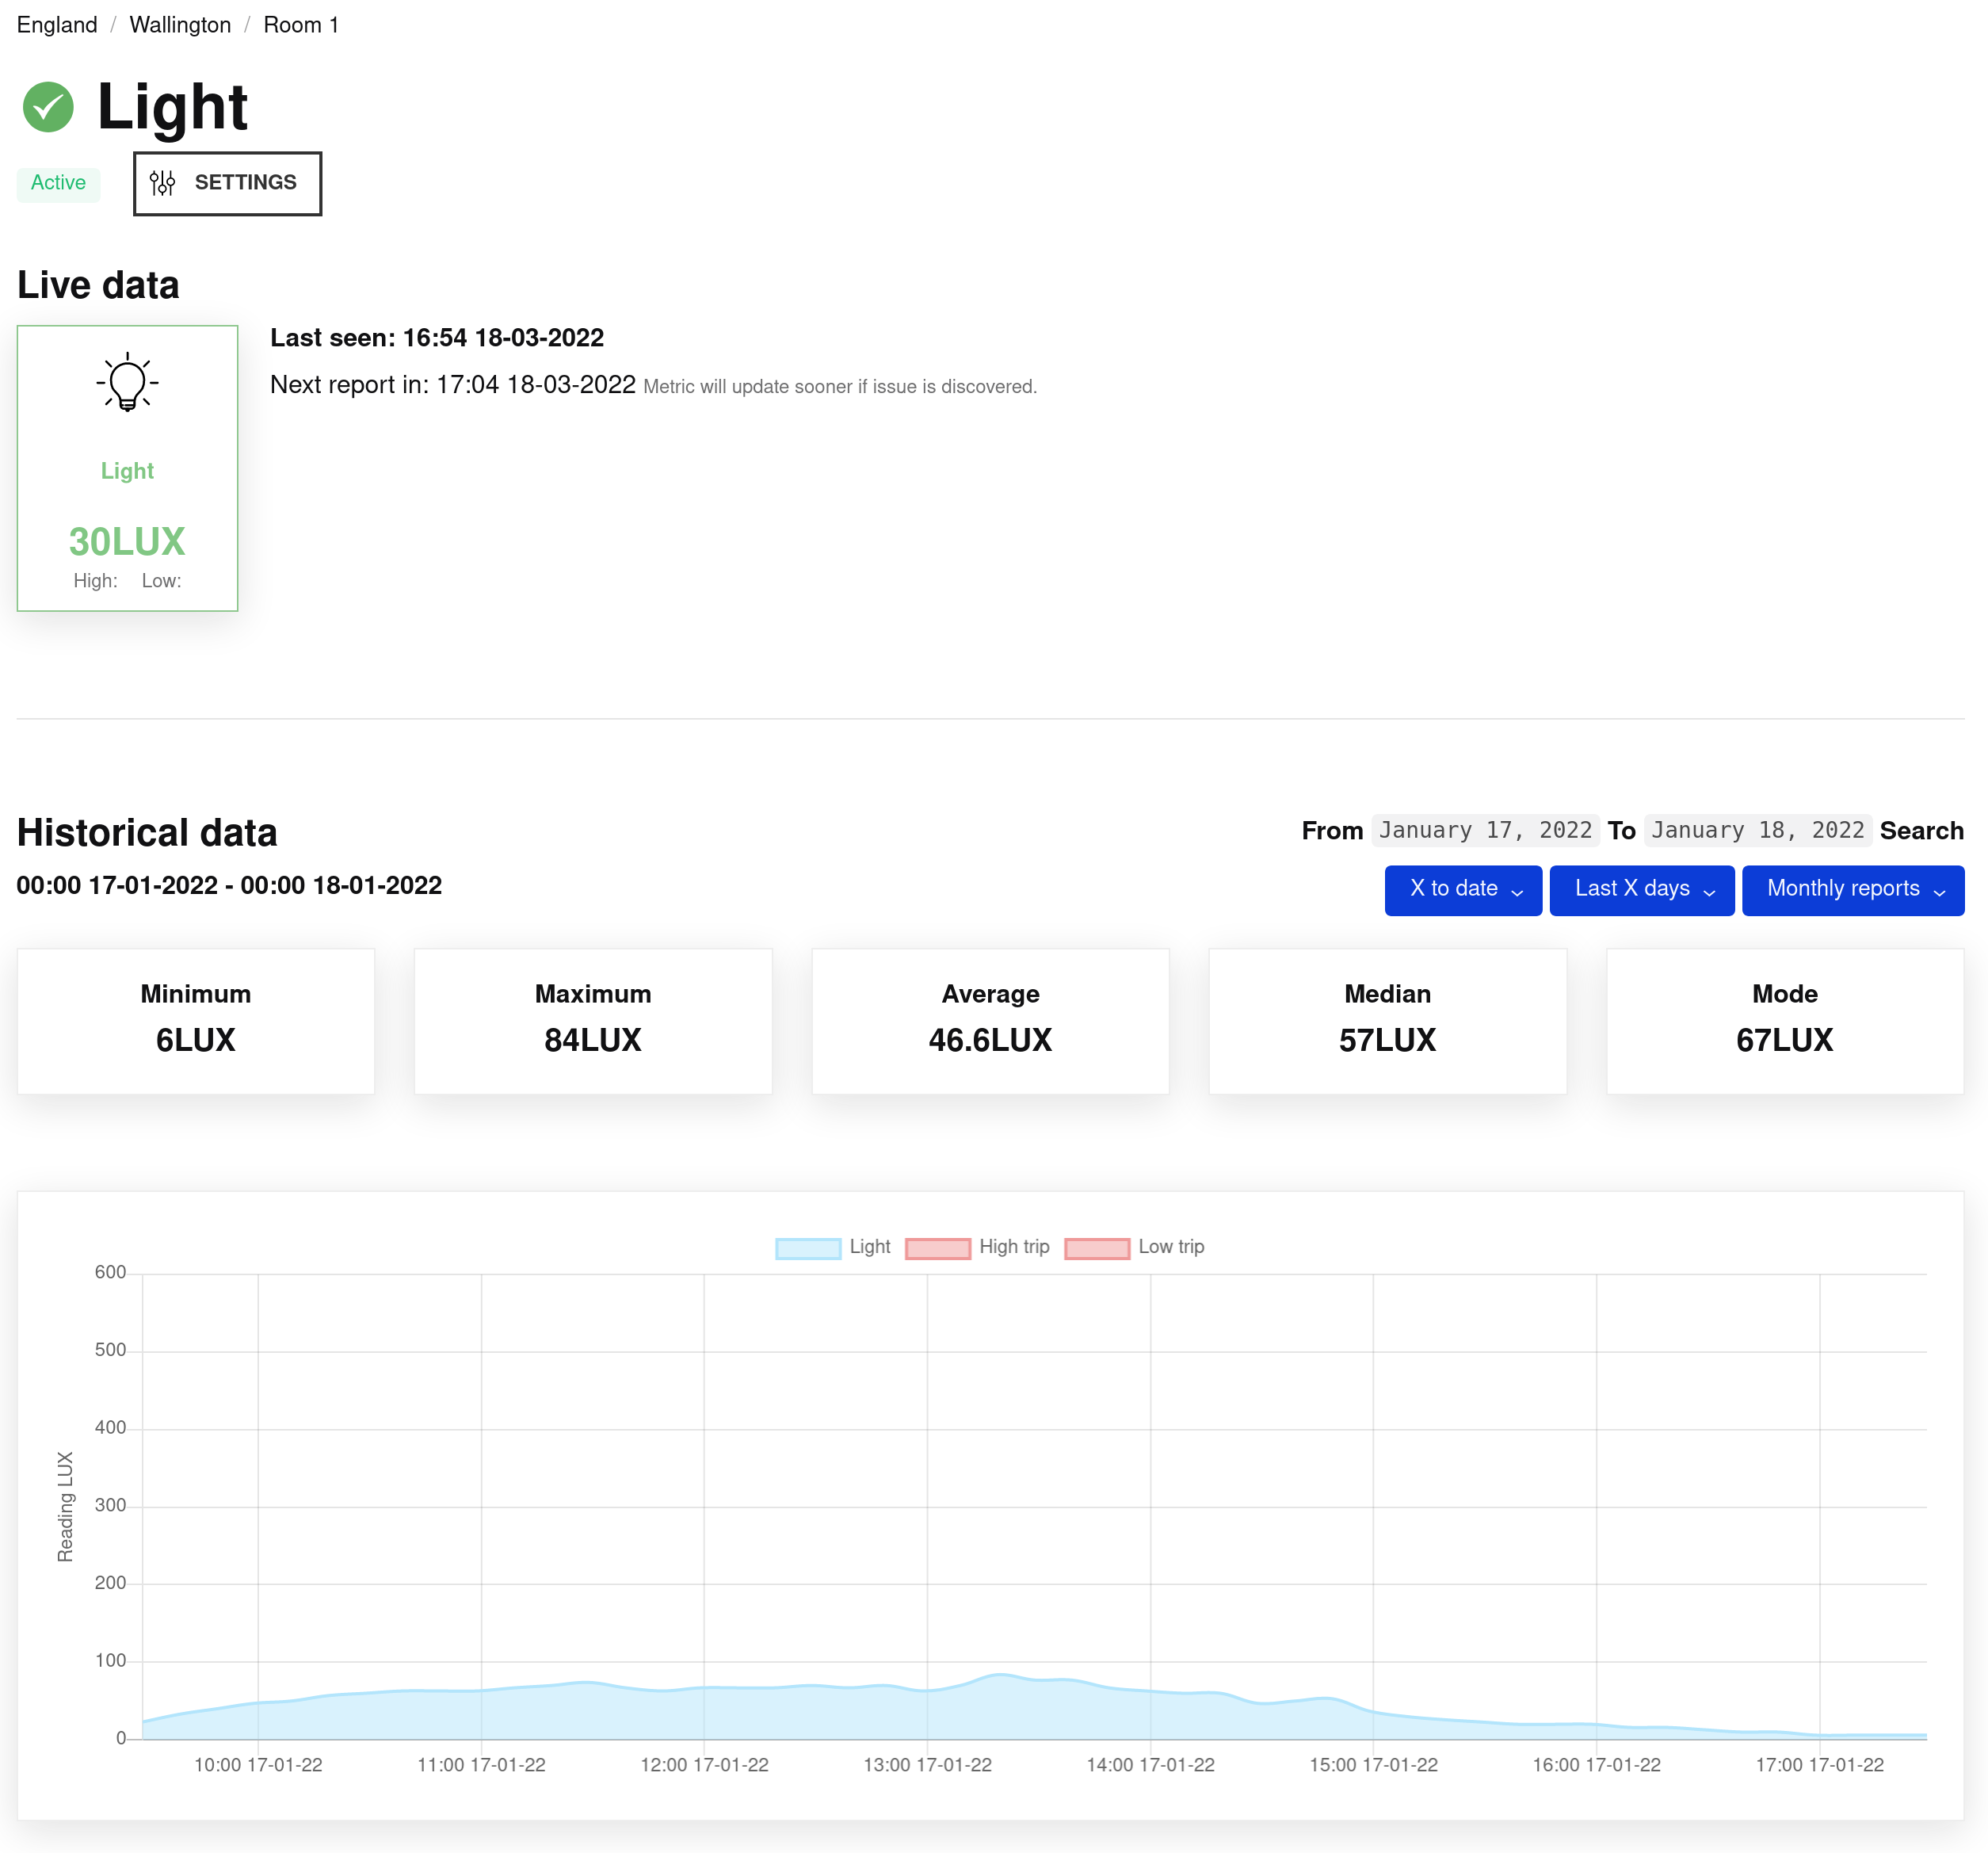 England / Wallington / Room 1
Light
Active
SETTINGS
Live data
Light
30LUX
High: Low:
Last seen: 16:54 18-03-2022
Next report in: 17:04 18-03-2022 Metric will update sooner if issue is discovered.
Historical data
00:00 17-01-2022 - 00:00 18-01-2022
From January 17, 2022 To January 18, 2022 Search
X to date Last X days Monthly reports
Minimum
6LUX
Maximum
84LUX
Average
46.6LUX
Median
57LUX
Mode
67LUX
Light High trip Low trip
Reading LUX
600
500
400
300
200
100
0
10:00 17-01-22 11:00 17-01-22 12:00 17-01-22 13:00 17-01-22 14:00 17-01-22 15:00 17-01-22 16:00 17-01-22 17:00 17-01-22